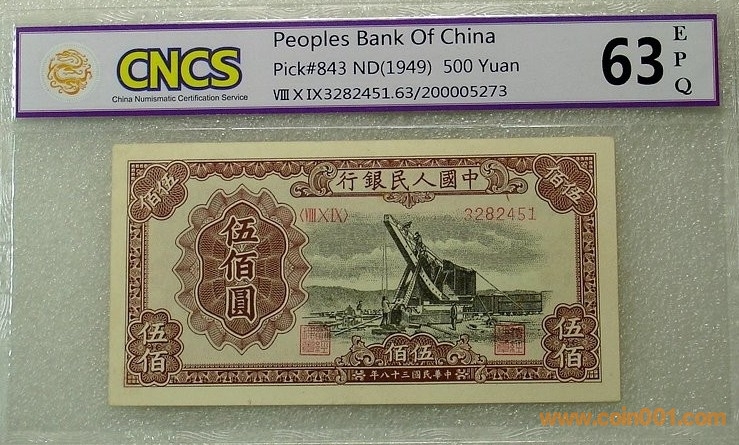 CNCS
China Numismatic Certification Service
Peoples Bank Of China
Pick#843 ND(1949) 500 Yuan
Ⅷ Ⅹ Ⅸ3282451.63/200005273
63
E
P
Q
行銀民人國中
佰伍
佰伍
〈ⅧⅩⅨ〉
3282451
伍佰圓
伍佰
伍佰
佰伍
年八十三國民華中
www.coin001.com